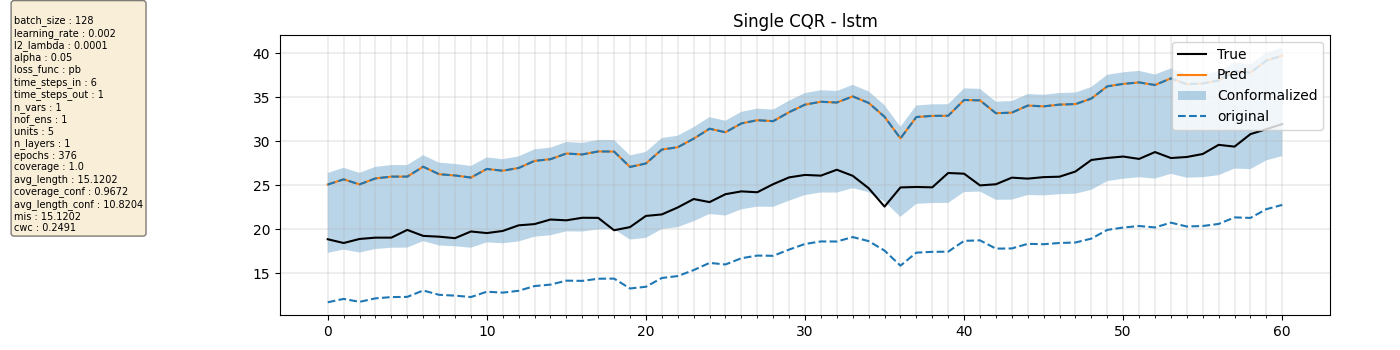 batch_size : 128
learning_rate : 0.002
l2_lambda : 0.0001
alpha : 0.05
loss_func : pb
time_steps_in : 6
time_steps_out : 1
n_vars : 1
nof_ens : 1
units : 5
n_layers : 1
epochs : 376
coverage : 1.0
avg_length : 15.1202
coverage_conf : 0.9672
avg_length_conf : 10.8204
mis : 15.1202
cwc : 0.2491
Single CQR - lstm
40
35
30
25
20
15
0 10 20 30 40 50 60
True
Pred
Conformalized
original